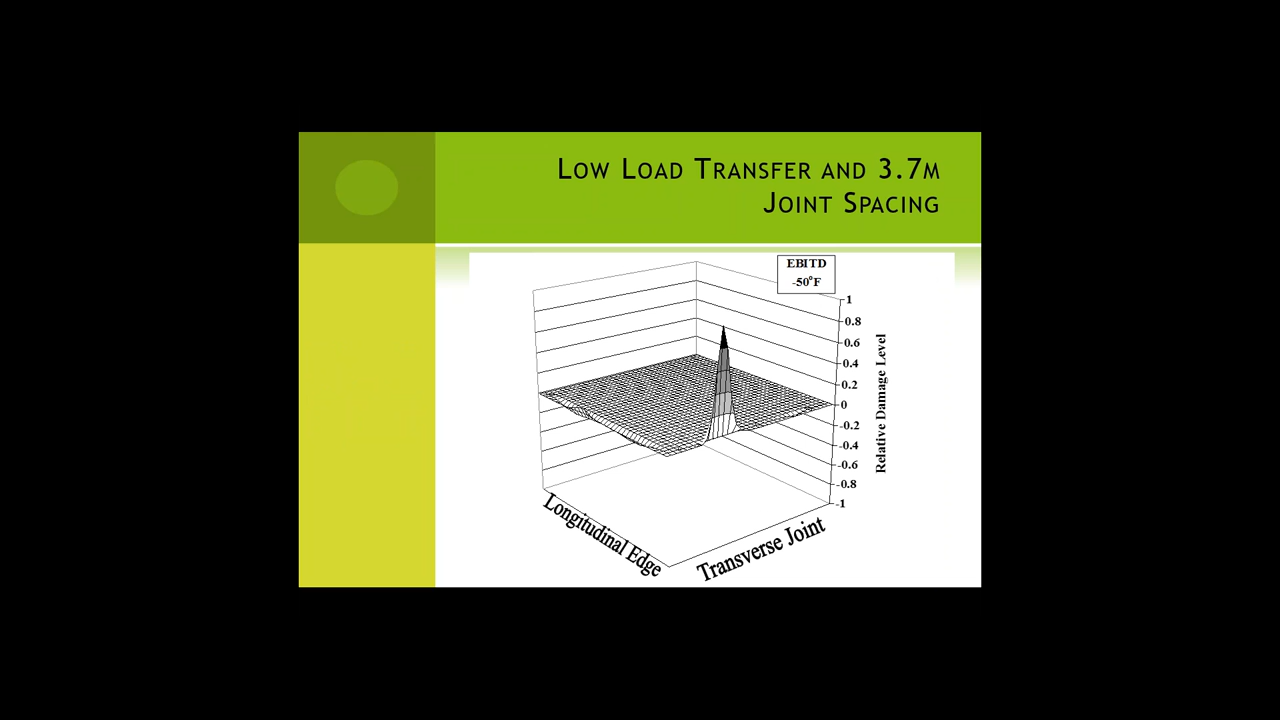 LOW LOAD TRANSFER AND 3.7M
JOINT SPACING
EBITD
-50°F
1
0.8
0.6
0.4
0.2
0
-0.2
-0.4
-0.6
-0.8
-1
Relative Damage Level
Longitudinal Edge
Transverse Joint